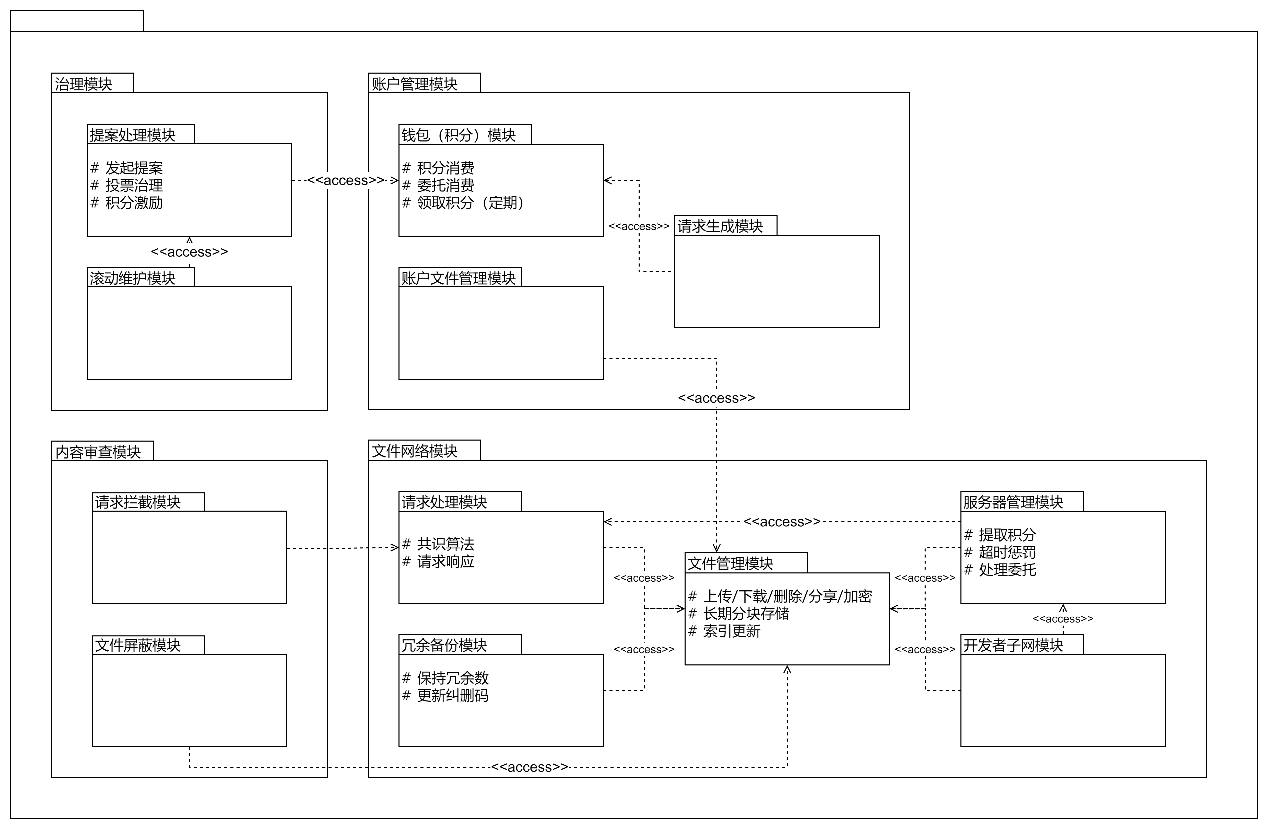 治理模块
提案处理模块
# 发起提案
# 投票治理
# 积分激励
<<access>>
<<access>>
滚动维护模块
账户管理模块
钱包（积分）模块
# 积分消费
# 委托消费
# 领取积分（定期）
<<access>>
请求生成模块
账户文件管理模块
<<access>>
内容审查模块
请求拦截模块
文件屏蔽模块
<<access>>
文件网络模块
请求处理模块
# 共识算法
# 请求响应
<<access>>
<<access>>
冗余备份模块
# 保持冗余数
# 更新纠删码
<<access>>
文件管理模块
# 上传/下载/删除/分享/加密
# 长期分块存储
# 索引更新
服务器管理模块
# 提取积分
# 超时惩罚
# 处理委托
<<access>>
<<access>>
<<access>>
开发者子网模块